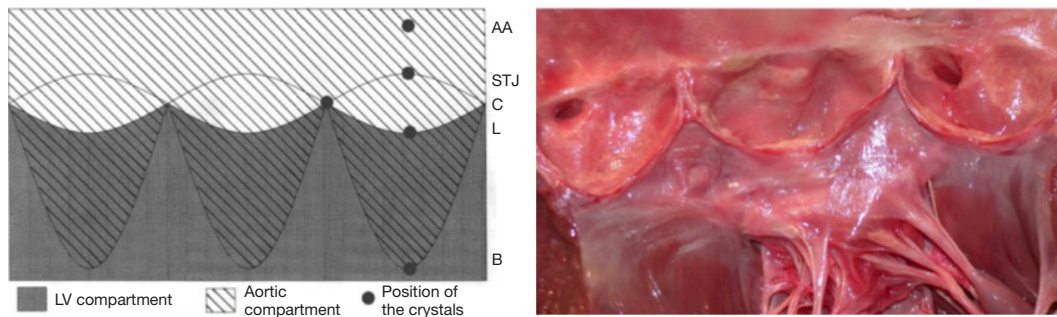 AA
STJ
C
L
B
LV compartment
Aortic
compartment
Position of
the crystals